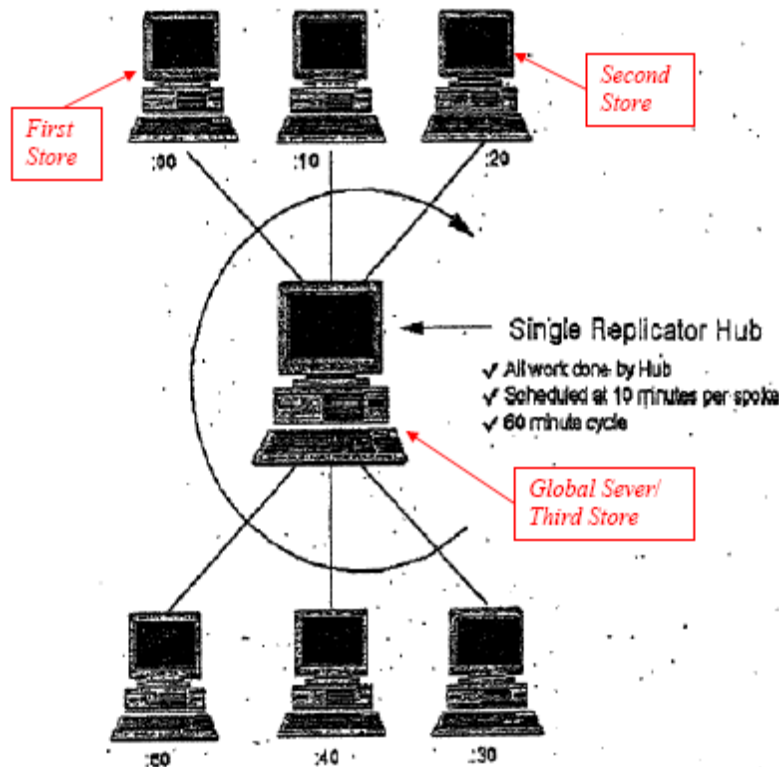 First
Store
Second
Store
:00
:10
:20
Single Replicator Hub
✓ All work done by Hub
✓ Scheduled at 10 minutes per spoke
✓ 60 minute cycle
Global Sever/
Third Store
:50
:40
:30